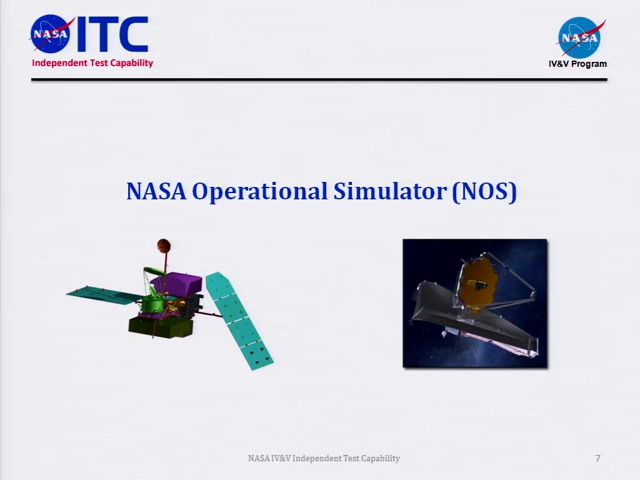 NASA ITC
Independent Test Capability
NASA
IV&V Program
NASA Operational Simulator (NOS)
NASA IV&V Independent Test Capability
7